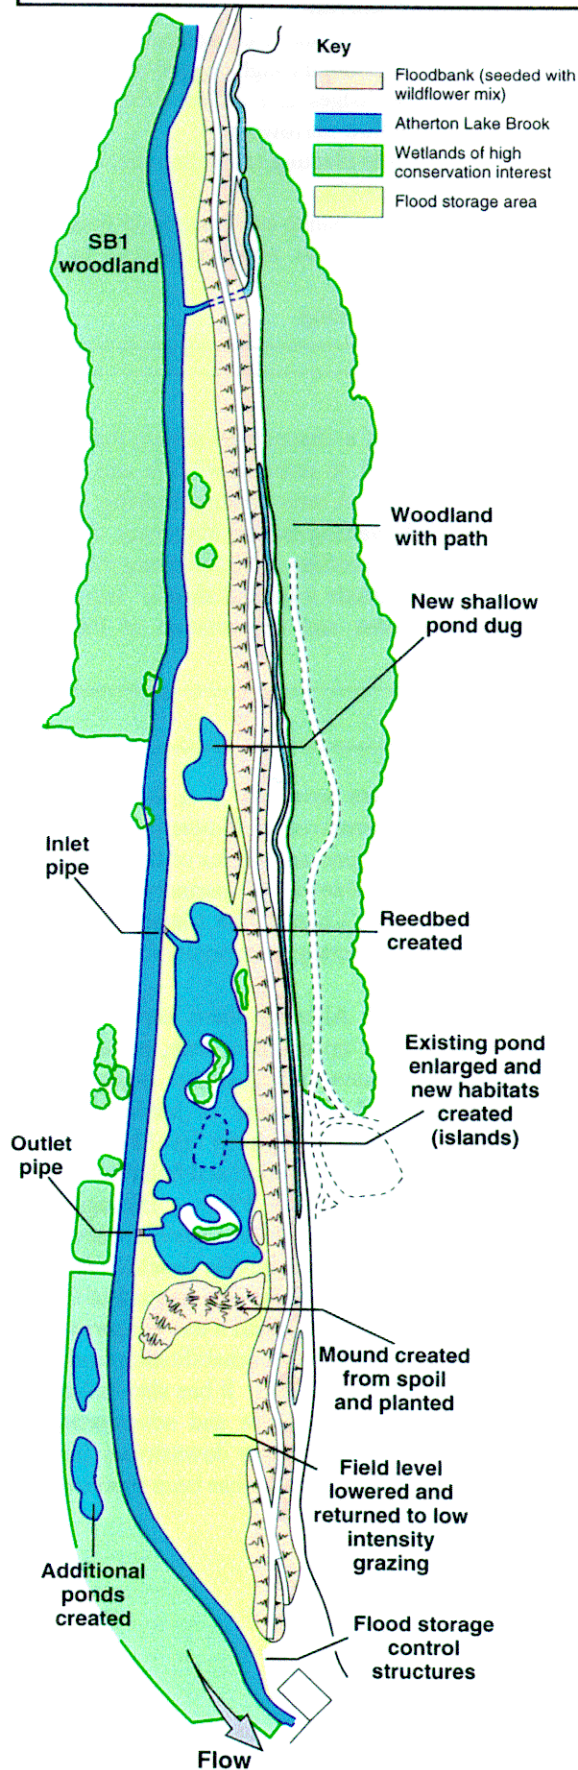 Key
Floodbank (seeded with
wildflower mix)
Atherton Lake Brook
Wetlands of high
conservation interest
Flood storage area
SB1
woodland
Woodland
with path
New shallow
pond dug
Inlet
pipe
Reedbed
created
Existing pond
enlarged and
new habitats
created
(islands)
Outlet
pipe
Mound created
from spoil
and planted
Field level
lowered and
returned to low
intensity
grazing
Additional
ponds
created
Flood storage
control
structures
Flow